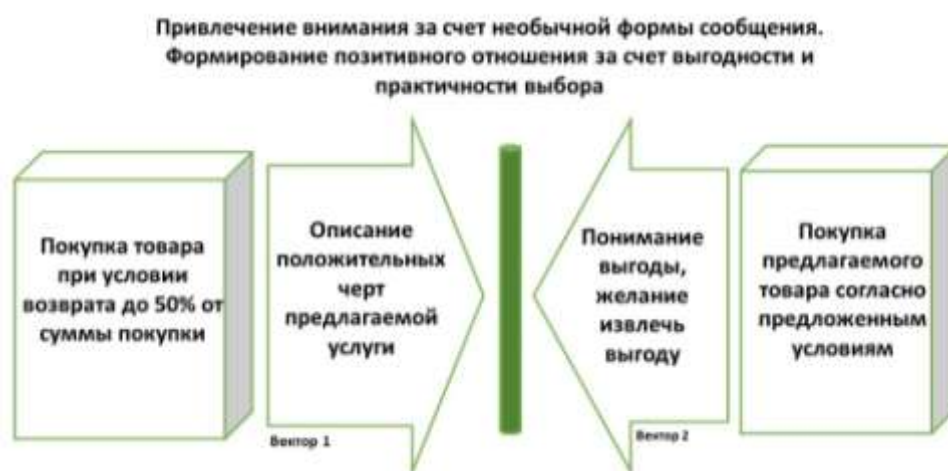 Привлечение внимания за счет необычной формы сообщения.
Формирование позитивного отношения за счет выгодности и
практичности выбора
Покупка товара
при условии
возврата до 50% от
суммы покупки
Описание
положительных
черт
предлагаемой
услуги
Вектор 1
Понимание
выгоды,
желание
извлечь
выгоду
Вектор 2
Покупка
предлагаемого
товара согласно
предложенным
условиям